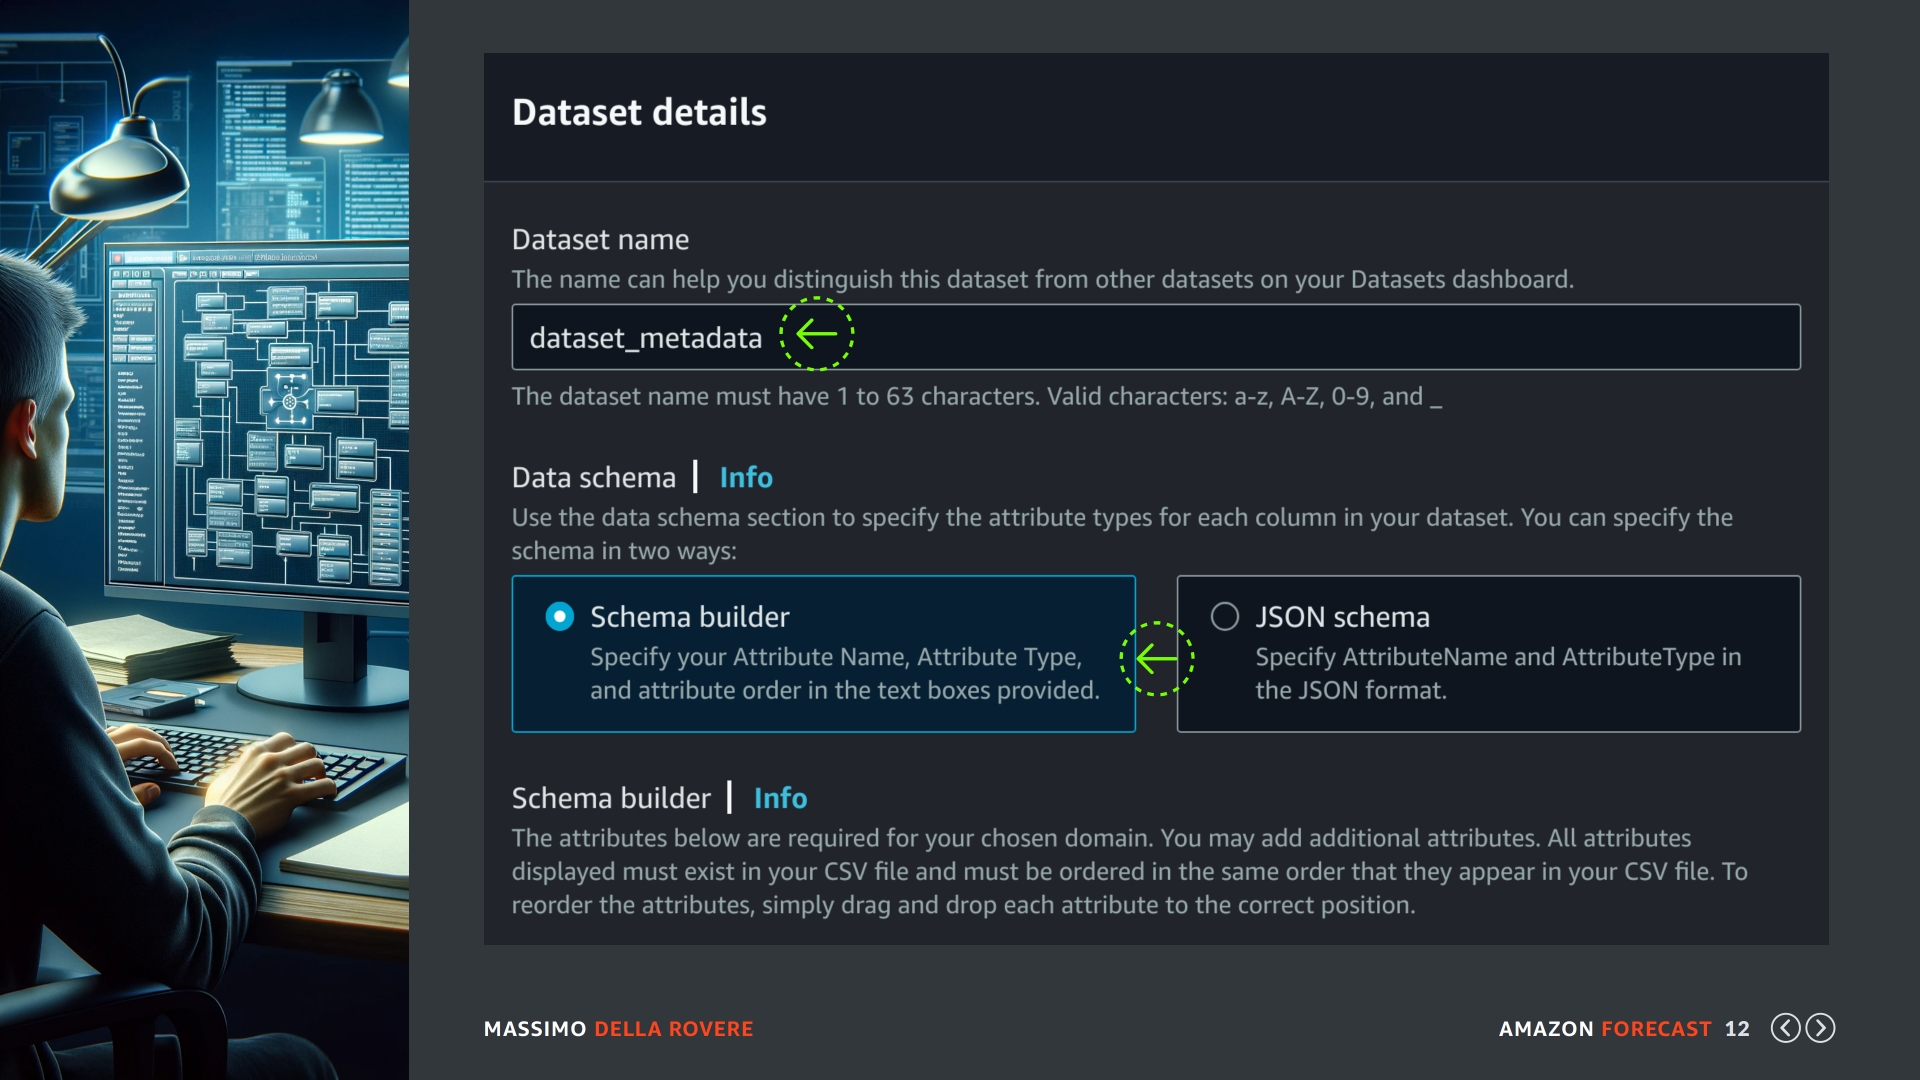 Dataset details
Dataset name
The name can help you distinguish this dataset from other datasets on your Datasets dashboard.
dataset_metadata
The dataset name must have 1 to 63 characters. Valid characters: a-z, A-Z, 0-9, and _
Data schema | Info
Use the data schema section to specify the attribute types for each column in your dataset. You can specify the
schema in two ways:
Schema builder
Specify your Attribute Name, Attribute Type,
and attribute order in the text boxes provided.
JSON schema
Specify AttributeName and AttributeType in
the JSON format.
Schema builder | Info
The attributes below are required for your chosen domain. You may add additional attributes. All attributes
displayed must exist in your CSV file and must be ordered in the same order that they appear in your CSV file. To
reorder the attributes, simply drag and drop each attribute to the correct position.
MASSIMO DELLA ROVERE
AMAZON FORECAST 12